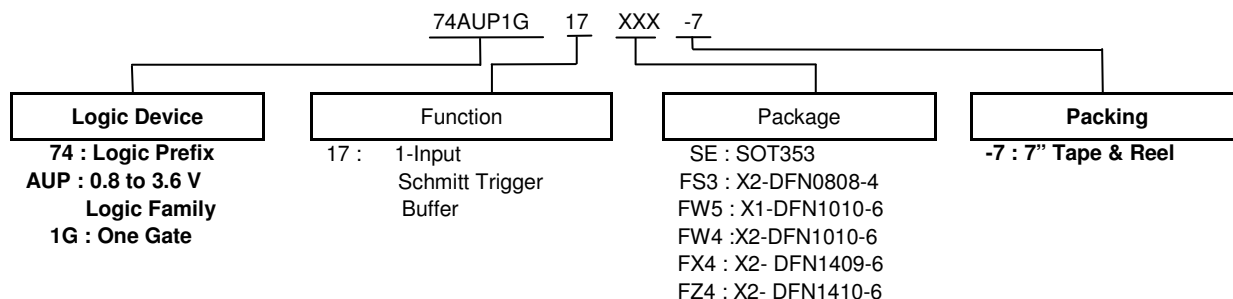 74AUP1G 17 XXX -7
Logic Device
74 : Logic Prefix
AUP : 0.8 to 3.6 V
Logic Family
1G : One Gate
Function
17 : 1-Input
Schmitt Trigger
Buffer
Package
SE : SOT353
FS3 : X2-DFN0808-4
FW5 : X1-DFN1010-6
FW4 :X2-DFN1010-6
FX4 : X2- DFN1409-6
FZ4 : X2- DFN1410-6
Packing
-7 : 7” Tape & Reel